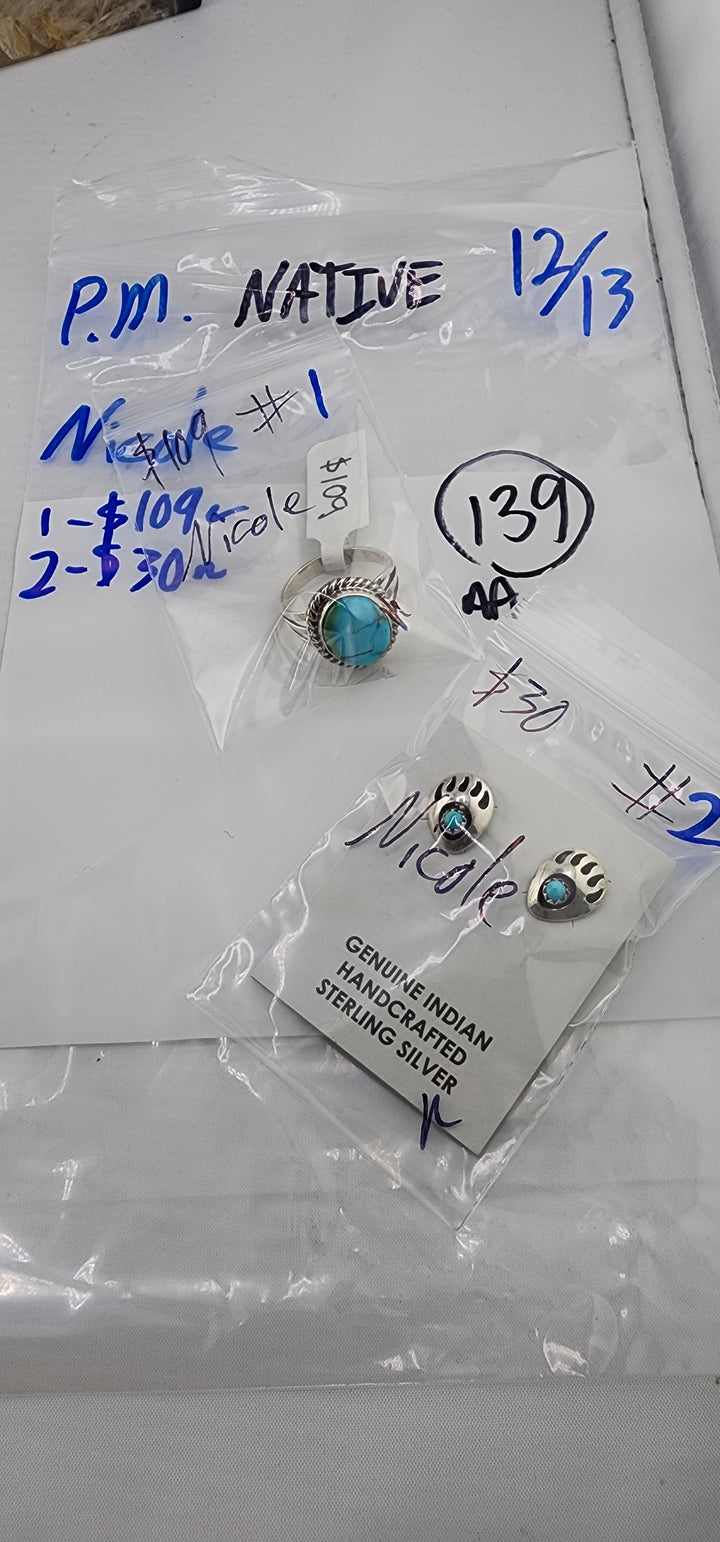 P.M. NATIVE 12/13
Nicole #1
$109
1-$109
Nicole
2-$30
$109
139
AA
$30
#2
Nicole
GENUINE INDIAN
HANDCRAFTED
STERLING SILVER